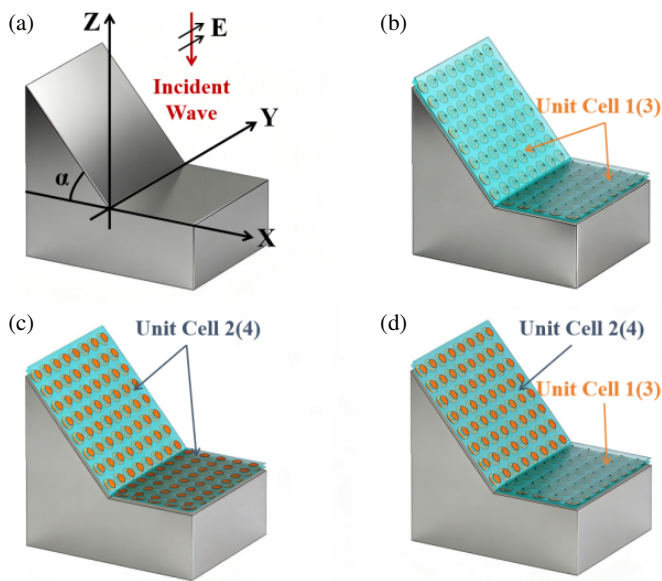 (a)
Z
E
Incident
Wave
Y
α
X
(b)
Unit Cell 1(3)
(c)
Unit Cell 2(4)
(d)
Unit Cell 2(4)
Unit Cell 1(3)